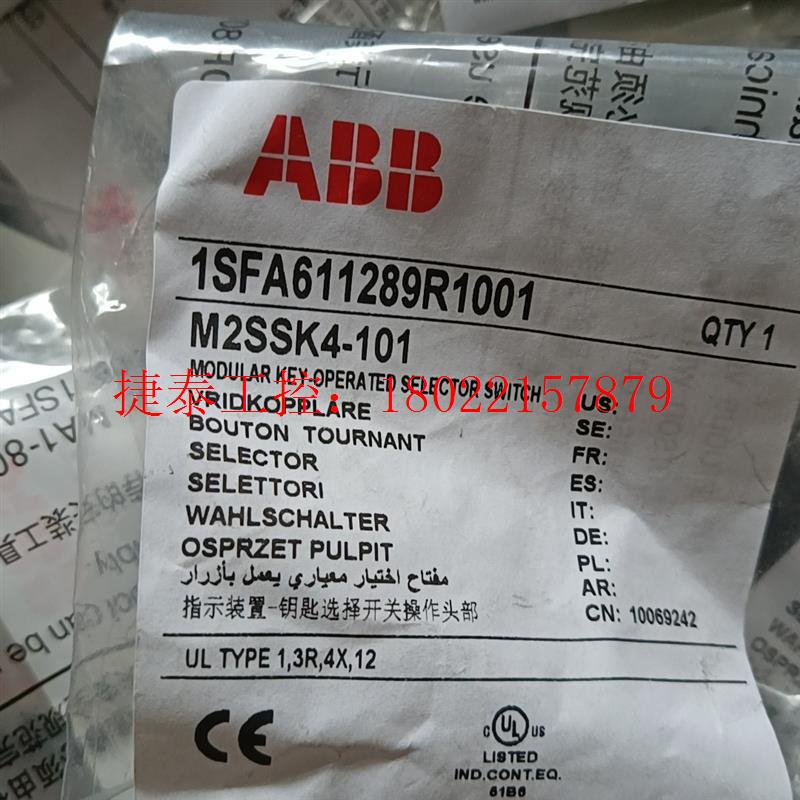 ABB
1SFA611289R1001
M2SSK4-101
QTY 1
MODULAR KEY-OPERATED SELECTOR SWITCH US:
VRIDKOPPLARE SE:
BOUTON TOURNANT FR:
SELECTOR ES:
SELETTORI IT:
WAHLSCHALTER DE:
OSPRZET PULPIT PL:
مفتاح اختيار معياري يعمل بأزرار AR:
指示装置-钥匙选择开关操作头部 CN: 10069242
UL TYPE 1,3R,4X,12
CE
C UL US
LISTED
IND.CONT.EQ.
61B6
捷泰工控：18022157879